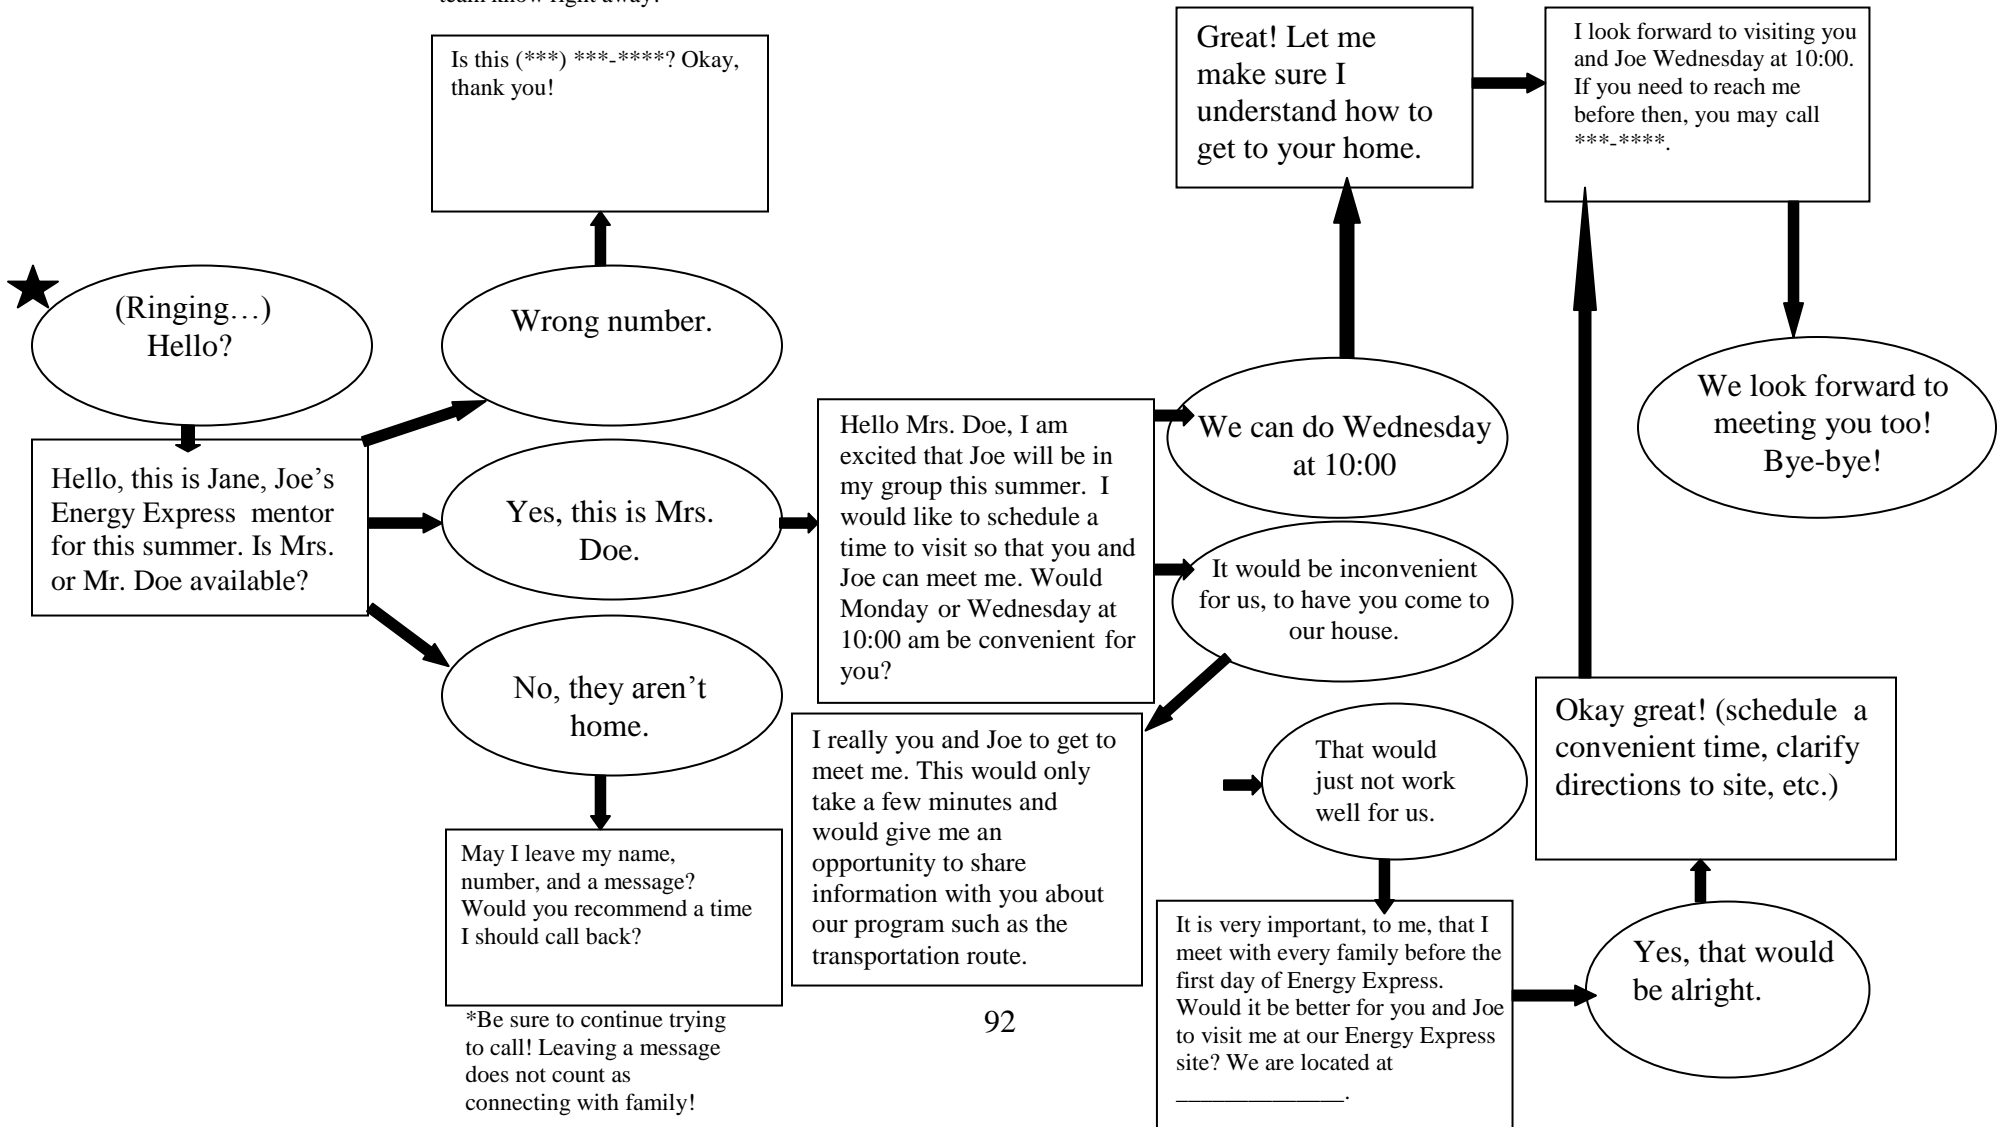 team know right away!
Is this (***) ***-****? Okay,
thank you!
Great! Let me
make sure I
understand how to
get to your home.
I look forward to visiting you
and Joe Wednesday at 10:00.
If you need to reach me
before then, you may call
***-****.
(Ringing…)
Hello?
Wrong number.
Hello, this is Jane, Joe’s
Energy Express mentor
for this summer. Is Mrs.
or Mr. Doe available?
Yes, this is Mrs.
Doe.
No, they aren’t
home.
May I leave my name,
number, and a message?
Would you recommend a time
I should call back?
*Be sure to continue trying
to call! Leaving a message
does not count as
connecting with family!
Hello Mrs. Doe, I am
excited that Joe will be in
my group this summer. I
would like to schedule a
time to visit so that you and
Joe can meet me. Would
Monday or Wednesday at
10:00 am be convenient for
you?
We can do Wednesday
at 10:00
It would be inconvenient
for us, to have you come to
our house.
I really you and Joe to get to
meet me. This would only
take a few minutes and
would give me an
opportunity to share
information with you about
our program such as the
transportation route.
That would
just not work
well for us.
It is very important, to me, that I
meet with every family before the
first day of Energy Express.
Would it be better for you and Joe
to visit me at our Energy Express
site? We are located at
______________.
Yes, that would
be alright.
Okay great! (schedule a
convenient time, clarify
directions to site, etc.)
We look forward to
meeting you too!
Bye-bye!
92